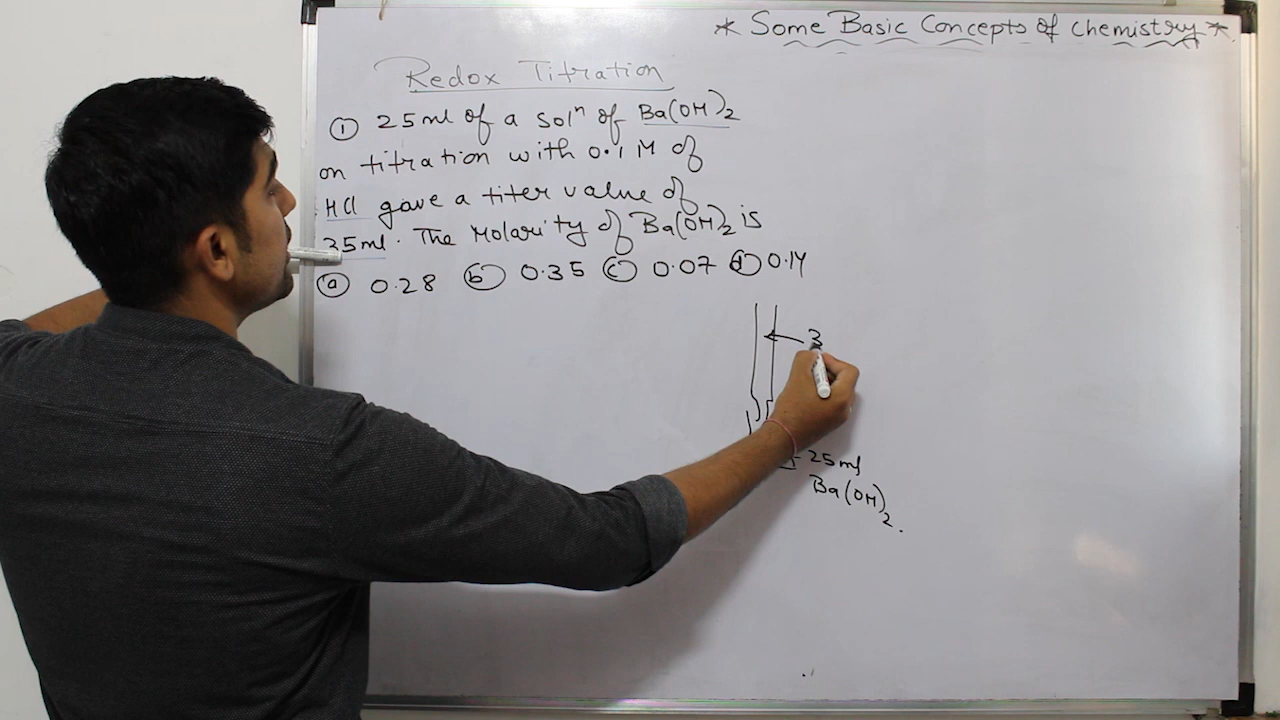 * Some Basic Concepts of Chemistry *
Redox Titration
① 25ml of a solⁿ of Ba(OH)2
on titration with 0.1 M of
HCl gave a titer value of
35ml. The Molarity of Ba(OH)2 is
ⓐ 0.28 ⓑ 0.35 ⓒ 0.07 ⓓ 0.14
3
25ml
Ba(OH)2.